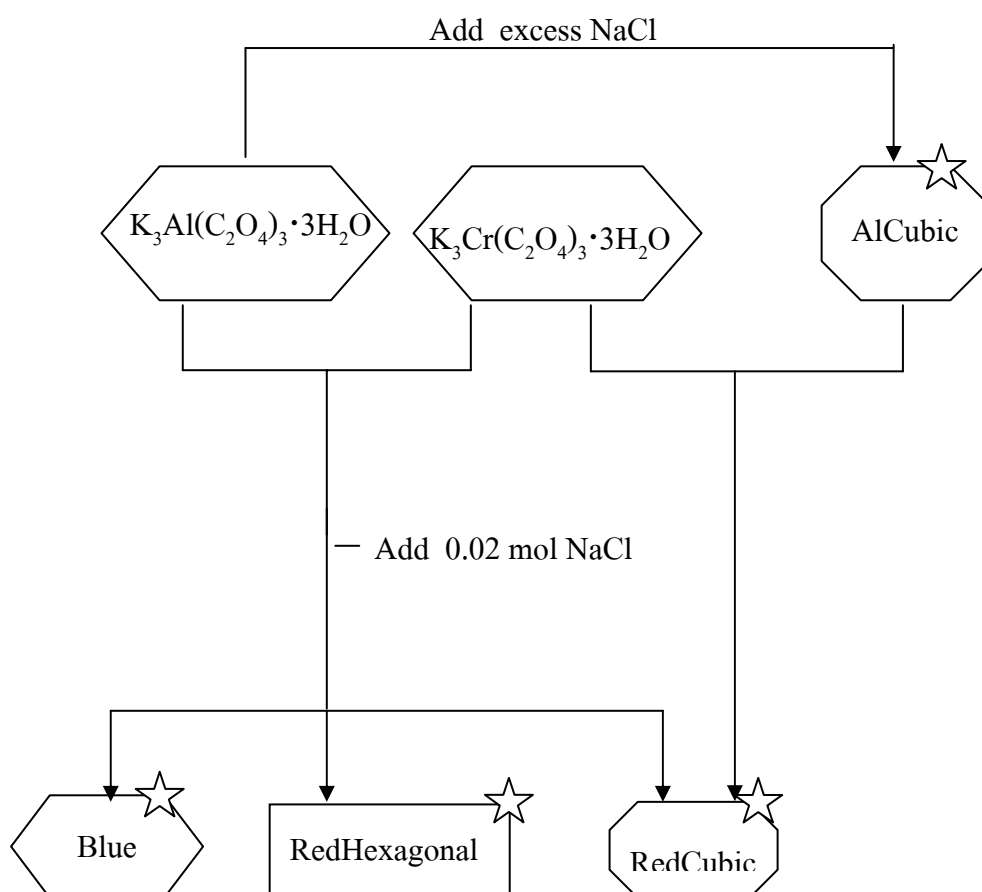 Add excess NaCl
K₃Al(C₂O₄)₃·3H₂O
K₃Cr(C₂O₄)₃·3H₂O
AlCubic
Add 0.02 mol NaCl
Blue
RedHexagonal
RedCubic